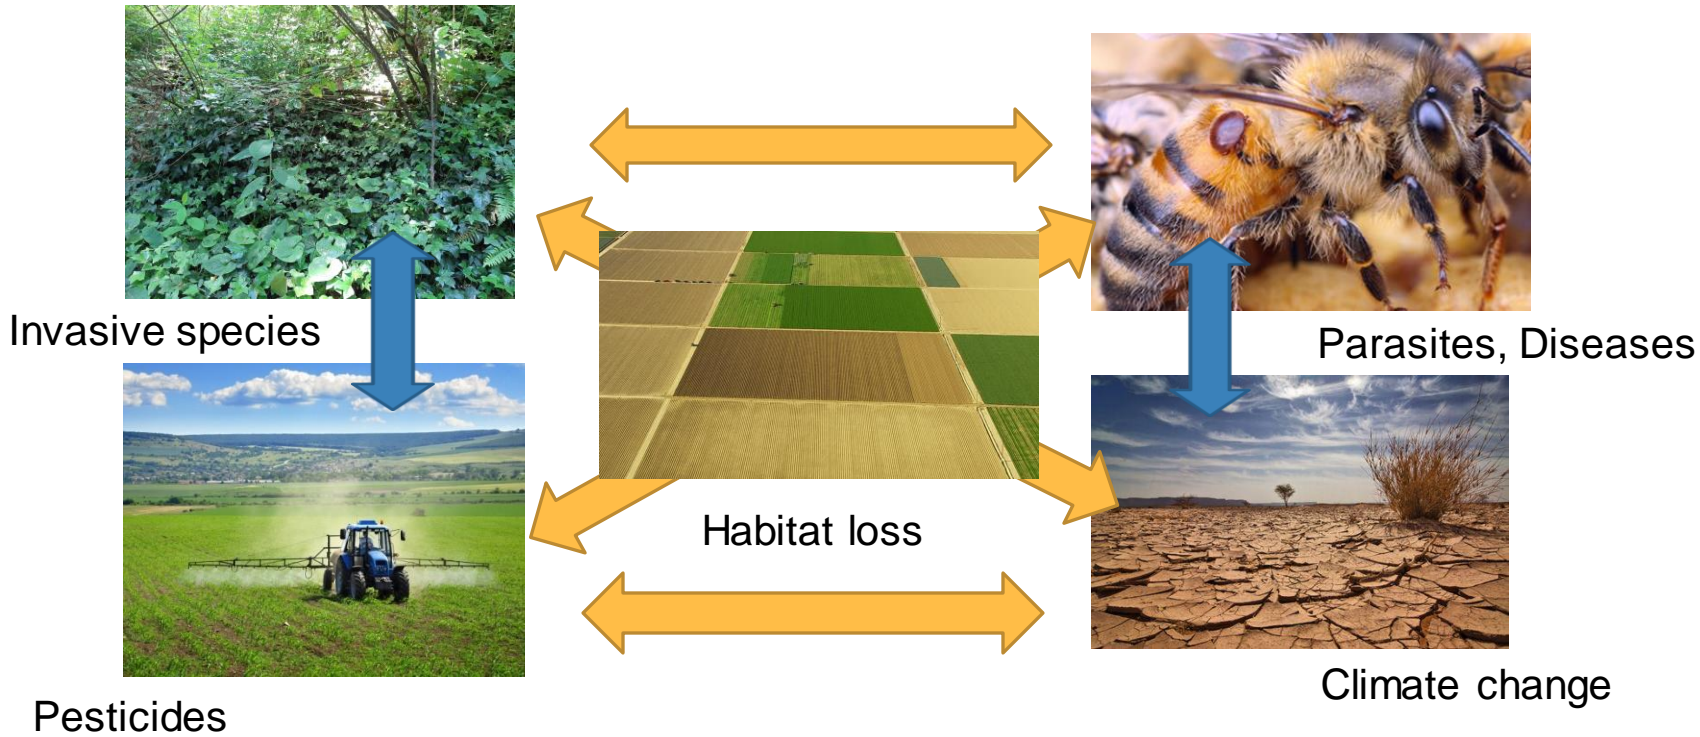 Invasive species
Parasites, Diseases
Habitat loss
Climate change
Pesticides